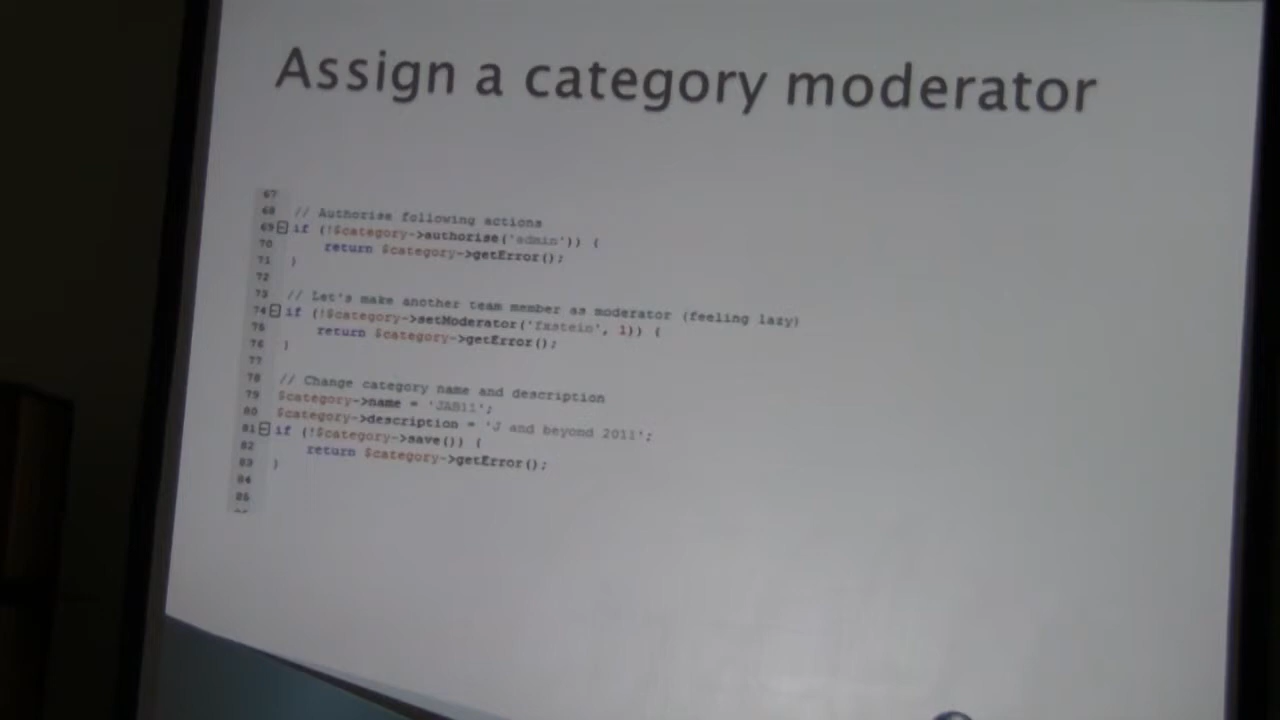 Assign a category moderator
67
68 // Authorise following actions
69 if (!$category->authorise('admin')) {
70 return $category->getError();
71 }
72
73 // Let's make another team member as moderator (feeling lazy)
74 if (!$category->setModerator('fastein', 1)) {
75 return $category->getError();
76 }
77
78 // Change category name and description
79 $category->name = 'JAB11';
80 $category->description = 'J and beyond 2011';
81 if (!$category->save()) {
82 return $category->getError();
83 }
84
85